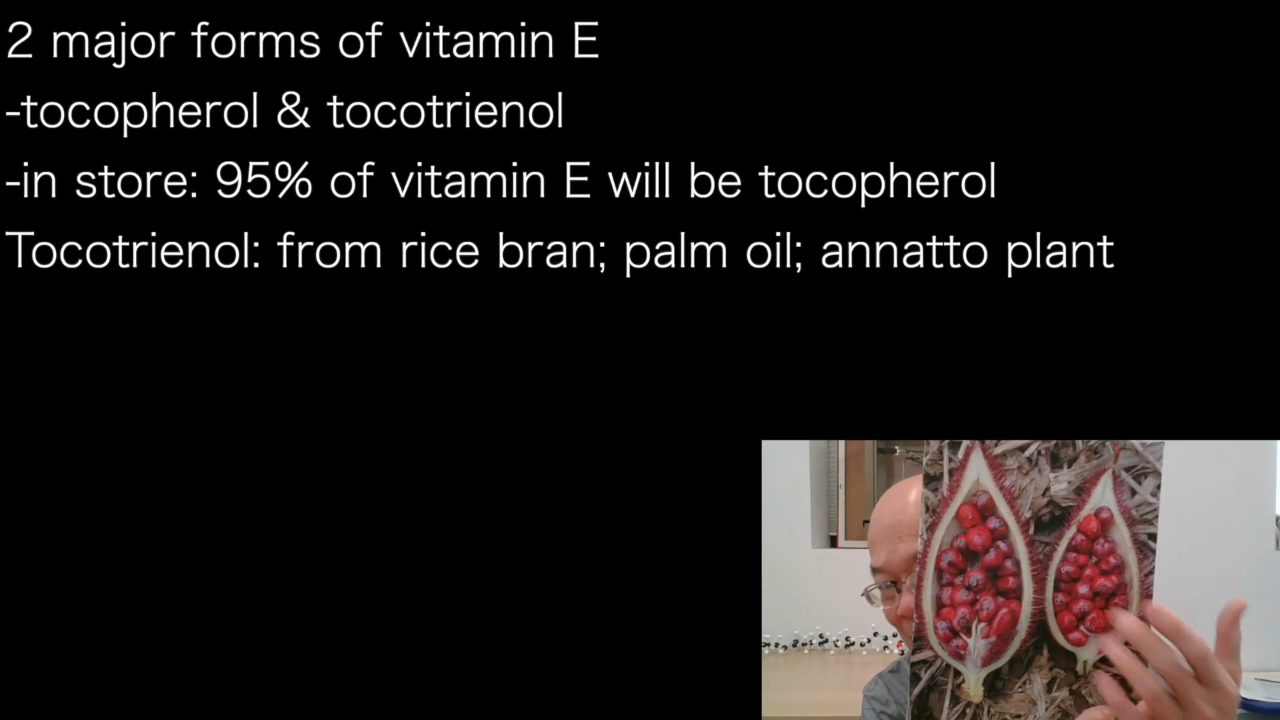 2 major forms of vitamin E
-tocopherol & tocotrienol
-in store: 95% of vitamin E will be tocopherol
Tocotrienol: from rice bran; palm oil; annatto plant